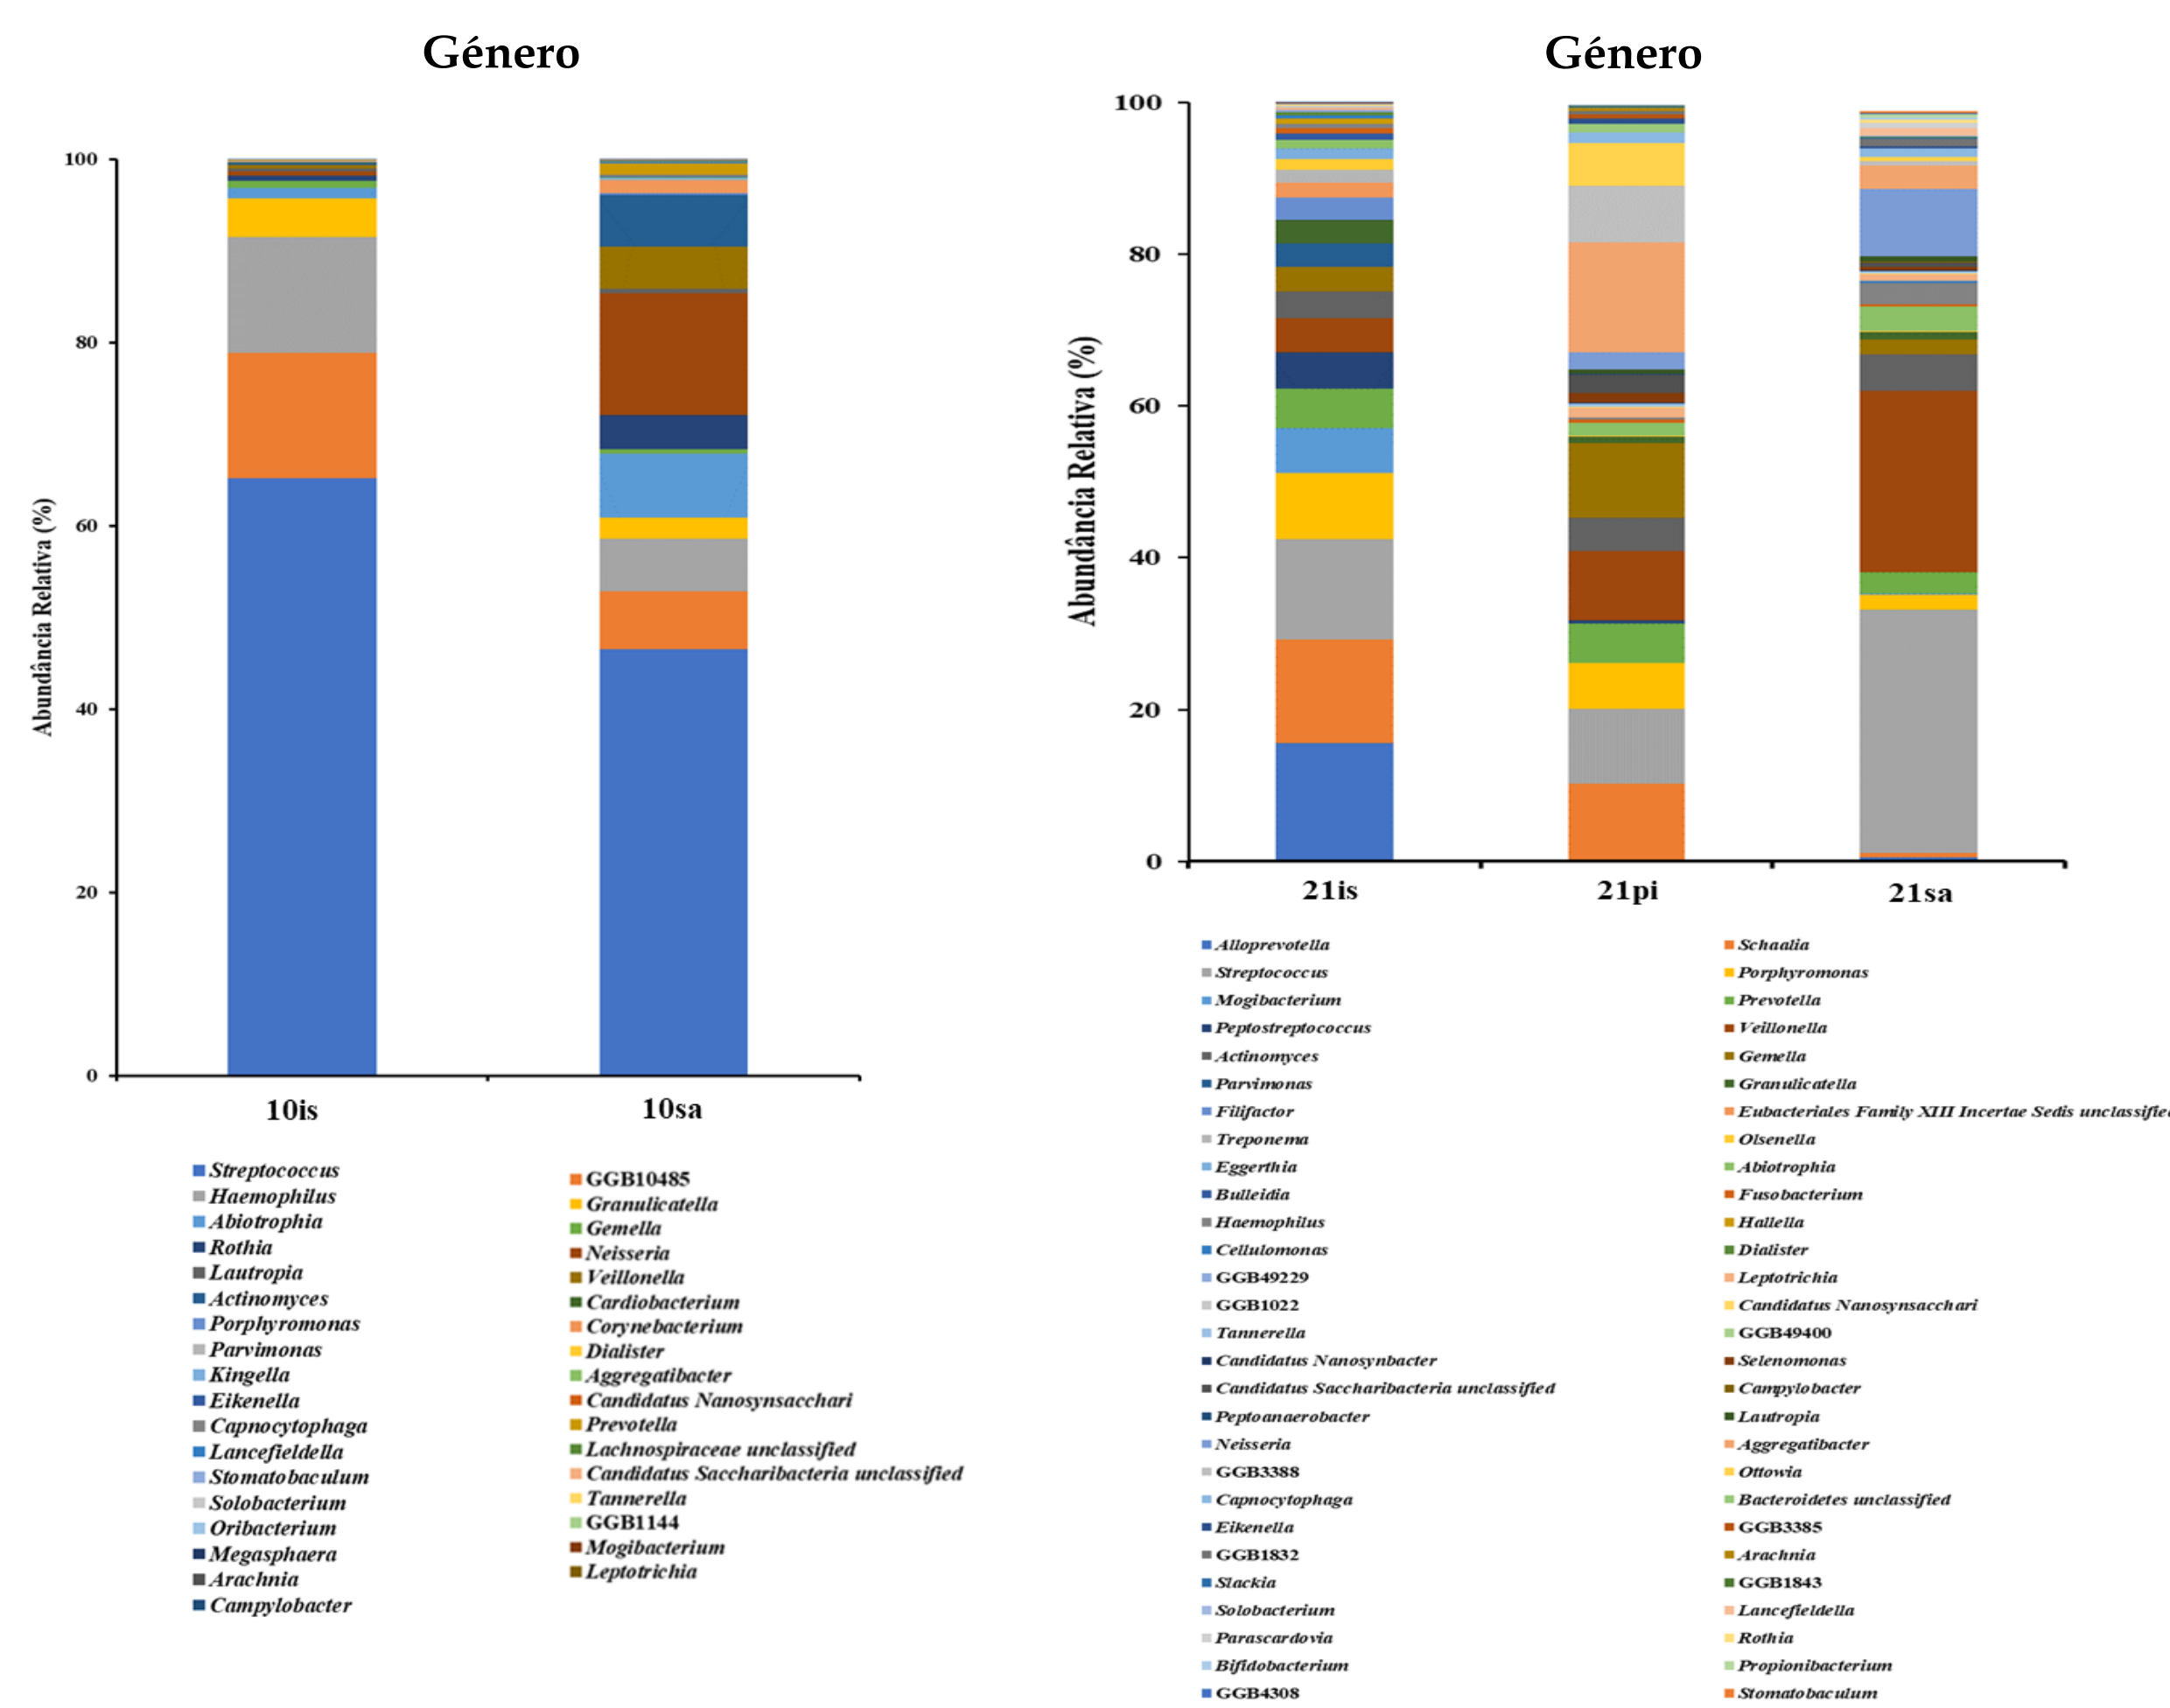 Género
Abundância Relativa (%)
100
80
60
40
20
0
10is
10sa
Streptococcus
GGB10485
Haemophilus
Granulicatella
Abiotrophia
Gemella
Rothia
Neisseria
Lautropia
Veillonella
Actinomyces
Cardiobacterium
Porphyromonas
Corynebacterium
Parvimonas
Dialister
Kingella
Aggregatibacter
Eikenella
Candidatus Nanosynsacchari
Capnocytophaga
Prevotella
Lancefieldella
Lachnospiraceae unclassified
Stomatobaculum
Candidatus Saccharibacteria unclassified
Solobacterium
Tannerella
Oribacterium
GGB1144
Megasphaera
Mogibacterium
Arachnia
Leptotrichia
Campylobacter
Género
Abundância Relativa (%)
100
80
60
40
20
0
21is
21pi
21sa
Alloprevotella
Schaalia
Streptococcus
Porphyromonas
Mogibacterium
Prevotella
Peptostreptococcus
Veillonella
Actinomyces
Gemella
Parvimonas
Granulicatella
Filifactor
Eubacteriales Family XIII Incertae Sedis unclassified
Treponema
Olsenella
Eggerthia
Abiotrophia
Bulleidia
Fusobacterium
Haemophilus
Hallella
Cellulomonas
Dialister
GGB49229
Leptotrichia
GGB1022
Candidatus Nanosynsacchari
Tannerella
GGB49400
Candidatus Nanosynbacter
Selenomonas
Candidatus Saccharibacteria unclassified
Campylobacter
Peptoanaerobacter
Lautropia
Neisseria
Aggregatibacter
GGB3388
Ottowia
Capnocytophaga
Bacteroidetes unclassified
Eikenella
GGB3385
GGB1832
Arachnia
Slackia
GGB1843
Solobacterium
Lancefieldella
Parascardovia
Rothia
Bifidobacterium
Propionibacterium
GGB4308
Stomatobaculum